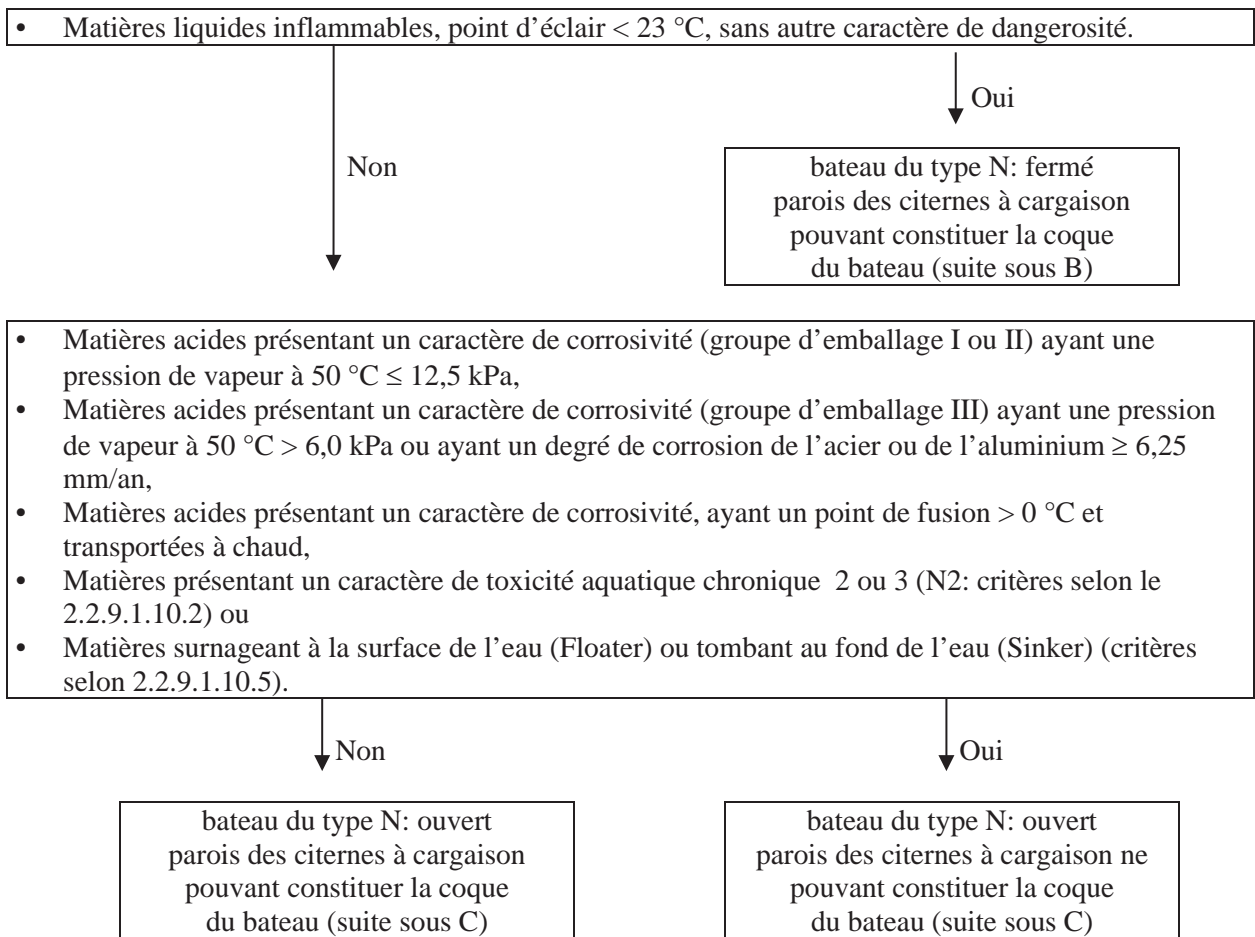 • Matières liquides inflammables, point d’éclair < 23 °C, sans autre caractère de dangerosité.
Oui
Non
bateau du type N: fermé
parois des citernes à cargaison
pouvant constituer la coque
du bateau (suite sous B)
• Matières acides présentant un caractère de corrosivité (groupe d’emballage I ou II) ayant une
pression de vapeur à 50 °C ≤ 12,5 kPa,
• Matières acides présentant un caractère de corrosivité (groupe d’emballage III) ayant une pression
de vapeur à 50 °C > 6,0 kPa ou ayant un degré de corrosion de l’acier ou de l’aluminium ≥ 6,25
mm/an,
• Matières acides présentant un caractère de corrosivité, ayant un point de fusion > 0 °C et
transportées à chaud,
• Matières présentant un caractère de toxicité aquatique chronique 2 ou 3 (N2: critères selon le
2.2.9.1.10.2) ou
• Matières surnageant à la surface de l’eau (Floater) ou tombant au fond de l’eau (Sinker) (critères
selon 2.2.9.1.10.5).
Non
Oui
bateau du type N: ouvert
parois des citernes à cargaison
pouvant constituer la coque
du bateau (suite sous C)
bateau du type N: ouvert
parois des citernes à cargaison ne
pouvant constituer la coque
du bateau (suite sous C)